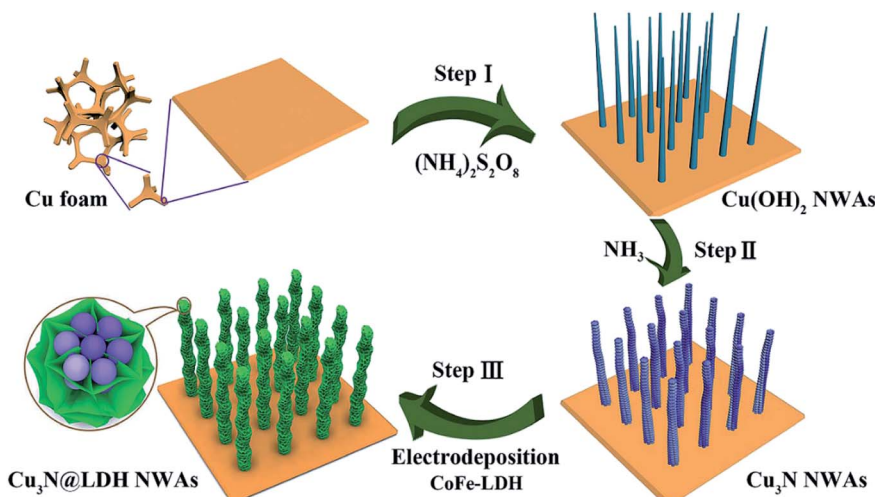 Step Ⅰ
(NH₄)₂S₂O₈
Cu foam
Cu(OH)₂ NWAs
NH₃
Step Ⅱ
Step Ⅲ
Electrodeposition
CoFe-LDH
Cu₃N@LDH NWAs
Cu₃N NWAs